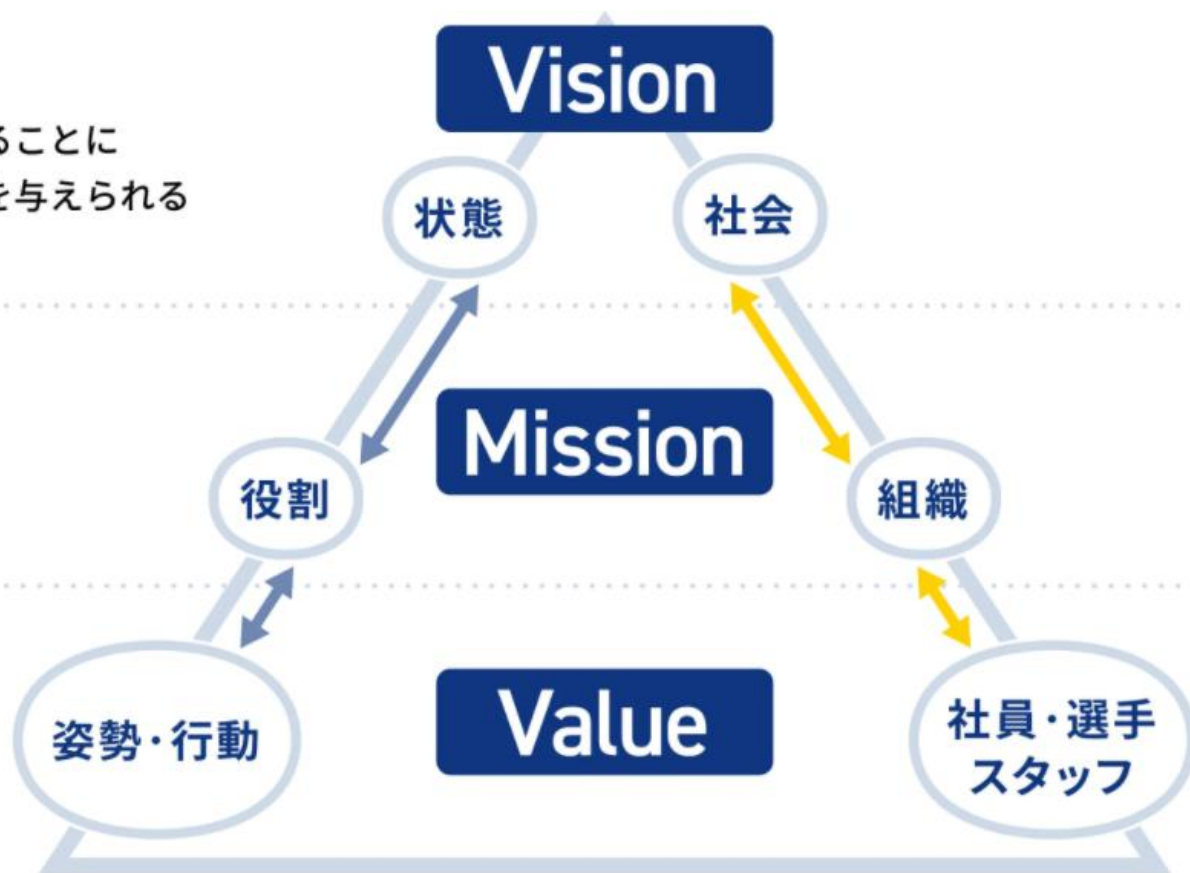 Vision
ることに
を与えられる
状態
社会
Mission
役割
組織
Value
姿勢・行動
社員・選手
スタッフ